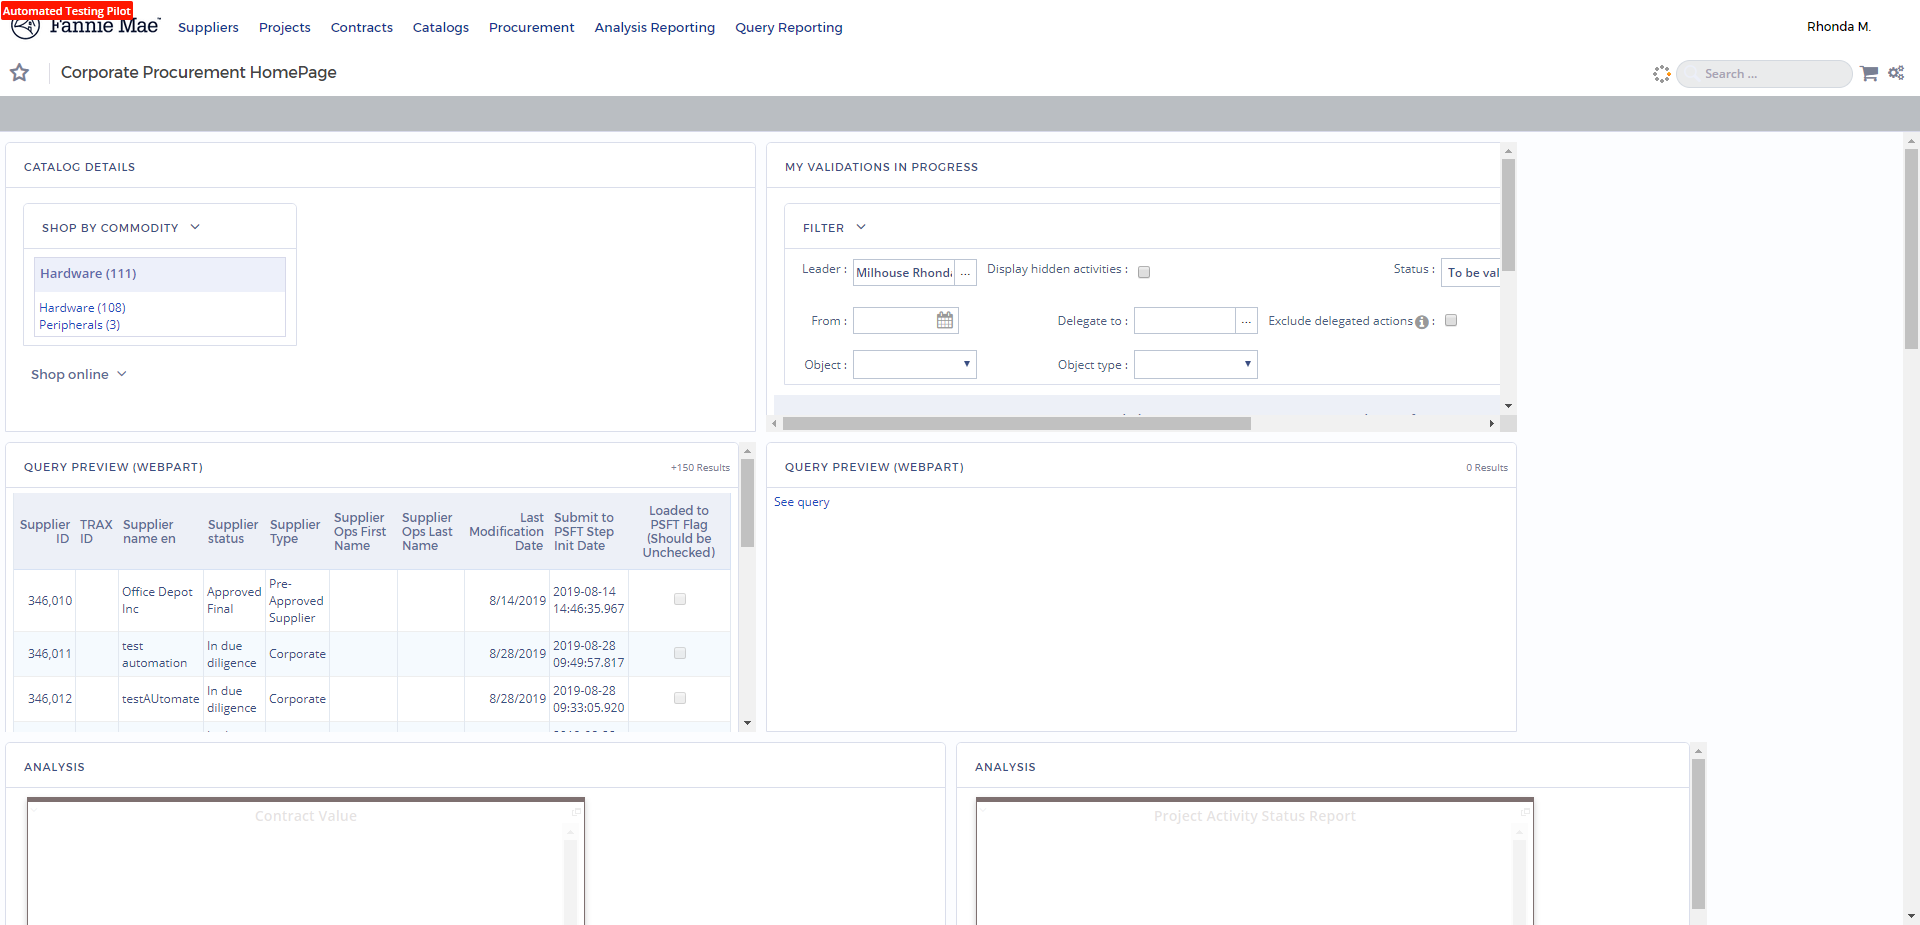 Automated Testing Pilot
Fannie Mae
Suppliers Projects Contracts Catalogs Procurement Analysis Reporting Query Reporting
Rhonda M.
Corporate Procurement HomePage
Search ...
CATALOG DETAILS
SHOP BY COMMODITY
Hardware (111)
Hardware (108)
Peripherals (3)
Shop online
MY VALIDATIONS IN PROGRESS
FILTER
Leader : Milhouse Rhond ... Display hidden activities : Status : To be val
From : Delegate to : ... Exclude delegated actions :
Object : Object type :
QUERY PREVIEW (WEBPART) +150 Results
Supplier ID TRAX ID Supplier name en Supplier status Supplier Type Supplier Ops First Name Supplier Ops Last Name Last Modification Date Submit to PSFT Step Init Date Loaded to PSFT Flag (Should be Unchecked)
346,010 Office Depot Inc Approved Final Pre-Approved Supplier 8/14/2019 2019-08-14 14:46:35.967
346,011 test automation In due diligence Corporate 8/28/2019 2019-08-28 09:49:57.817
346,012 testAUtomate In due diligence Corporate 8/28/2019 2019-08-28 09:33:05.920
QUERY PREVIEW (WEBPART) 0 Results
See query
ANALYSIS
Contract Value
ANALYSIS
Project Activity Status Report